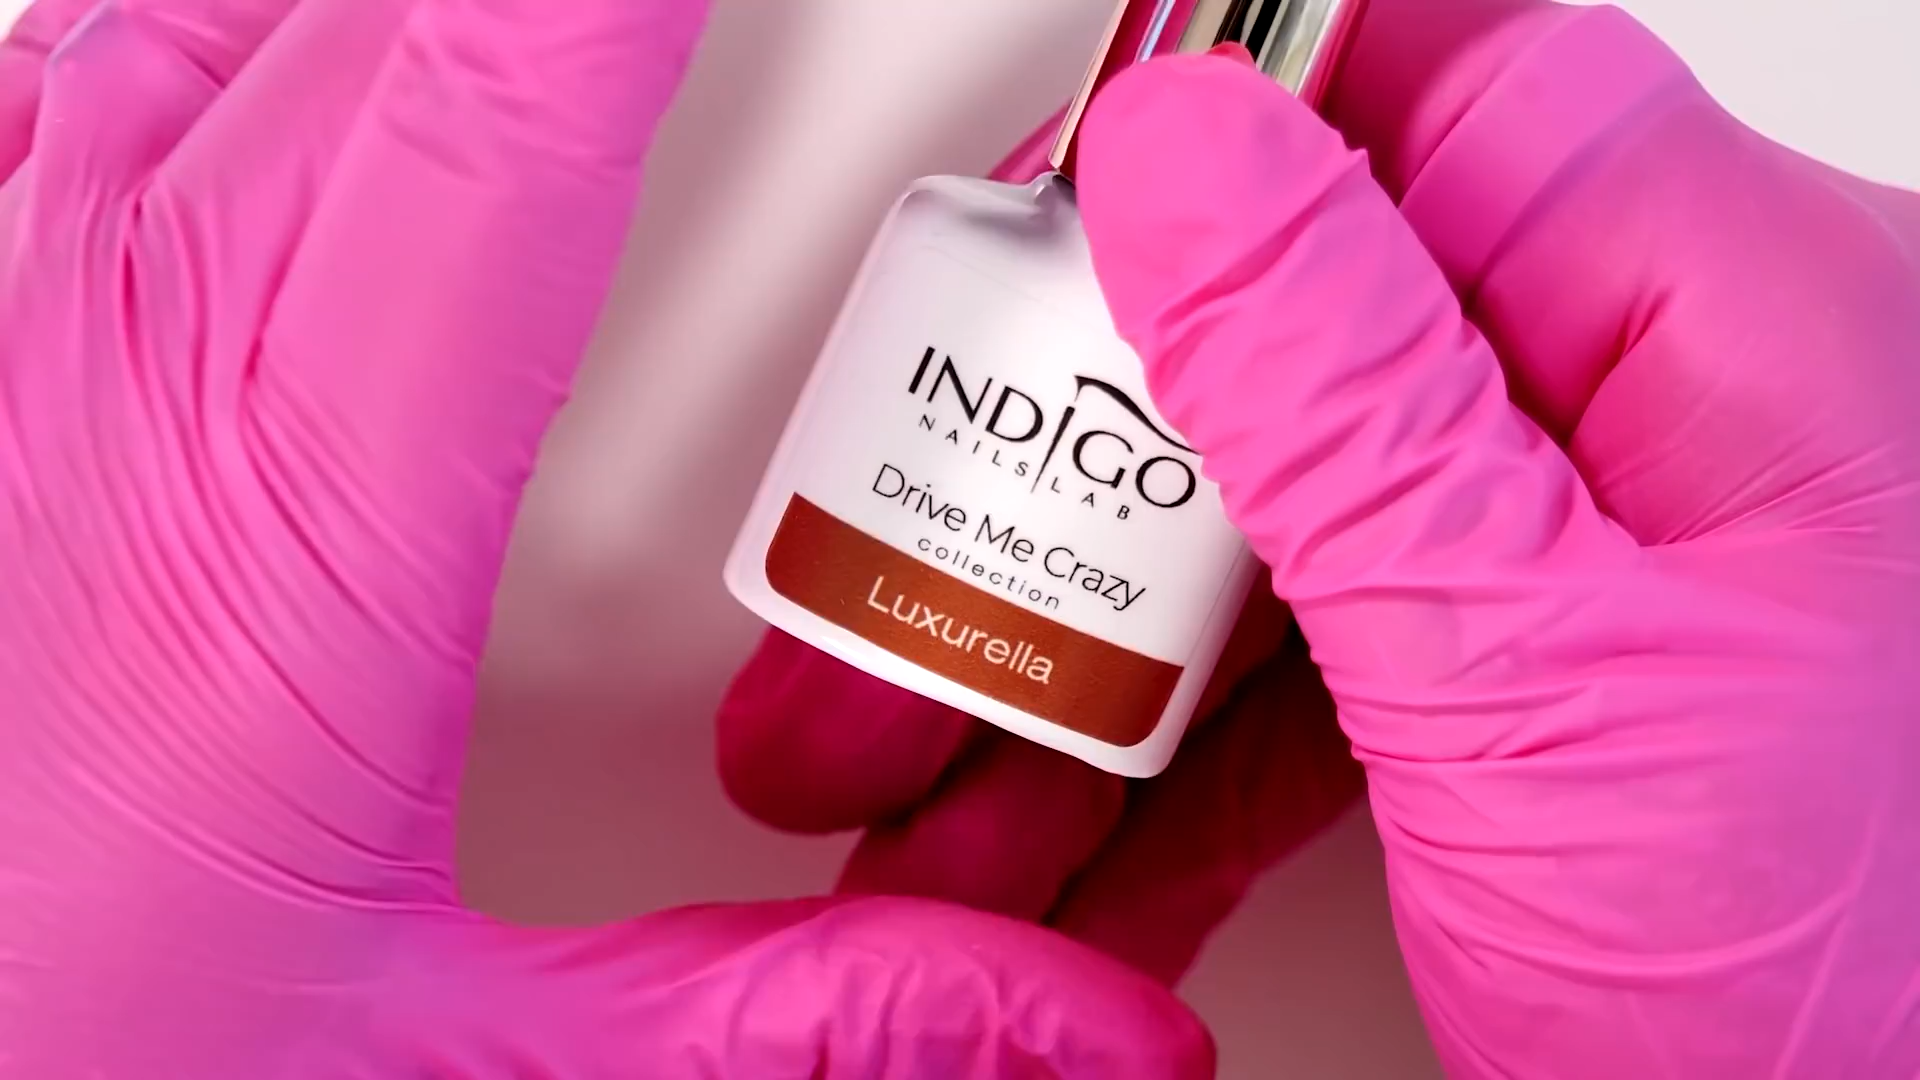 INDIGO
NAILS LAB
Drive Me Crazy
collection
Luxurella